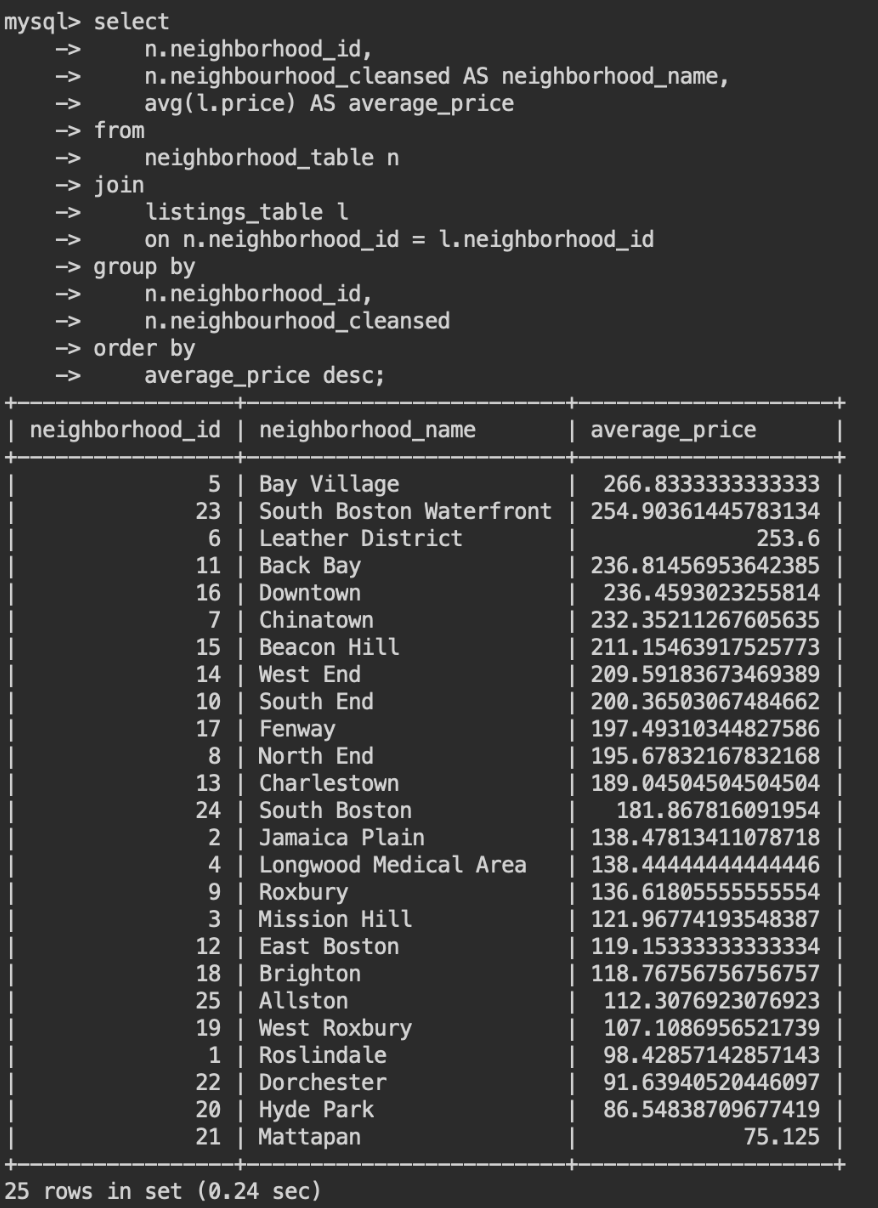 mysql> select
    ->     n.neighborhood_id,
    ->     n.neighbourhood_cleansed AS neighborhood_name,
    ->     avg(l.price) AS average_price
    -> from
    ->     neighborhood_table n
    -> join
    ->     listings_table l
    ->     on n.neighborhood_id = l.neighborhood_id
    -> group by
    ->     n.neighborhood_id,
    ->     n.neighbourhood_cleansed
    -> order by
    ->     average_price desc;
+-----------------+-------------------------+--------------------+
| neighborhood_id | neighborhood_name       | average_price      |
+-----------------+-------------------------+--------------------+
|               5 | Bay Village             |  266.8333333333333 |
|              23 | South Boston Waterfront | 254.90361445783134 |
|               6 | Leather District        |              253.6 |
|              11 | Back Bay                | 236.81456953642385 |
|              16 | Downtown                |  236.4593023255814 |
|               7 | Chinatown               | 232.35211267605635 |
|              15 | Beacon Hill             | 211.15463917525773 |
|              14 | West End                | 209.59183673469389 |
|              10 | South End               | 200.36503067484662 |
|              17 | Fenway                  | 197.49310344827586 |
|               8 | North End               | 195.67832167832168 |
|              13 | Charlestown             | 189.04504504504504 |
|              24 | South Boston            |   181.867816091954 |
|               2 | Jamaica Plain           | 138.47813411078718 |
|               4 | Longwood Medical Area   | 138.44444444444446 |
|               9 | Roxbury                 | 136.61805555555554 |
|               3 | Mission Hill            | 121.96774193548387 |
|              12 | East Boston             | 119.15333333333334 |
|              18 | Brighton                | 118.76756756756757 |
|              25 | Allston                 |  112.3076923076923 |
|              19 | West Roxbury            |  107.1086956521739 |
|               1 | Roslindale              |  98.42857142857143 |
|              22 | Dorchester              |  91.63940520446097 |
|              20 | Hyde Park               |  86.54838709677419 |
|              21 | Mattapan                |             75.125 |
+-----------------+-------------------------+--------------------+
25 rows in set (0.24 sec)